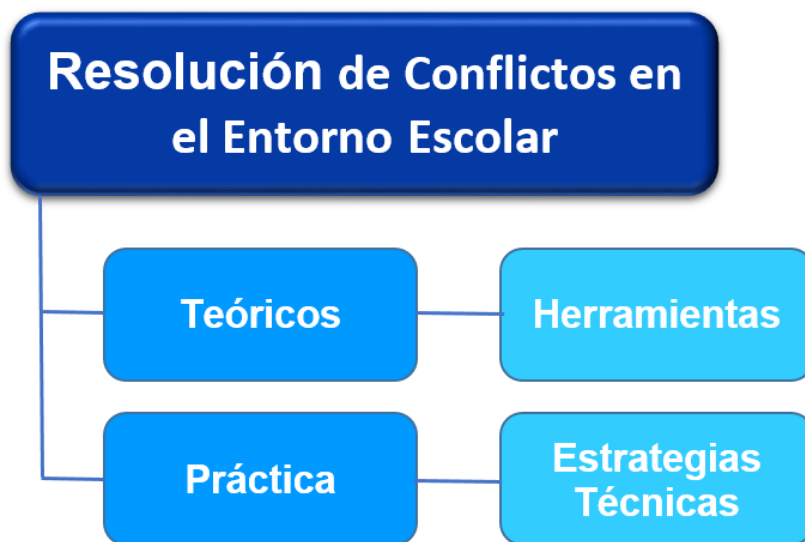 Resolución de Conflictos en
el Entorno Escolar
Teóricos
Herramientas
Práctica
Estrategias
Técnicas